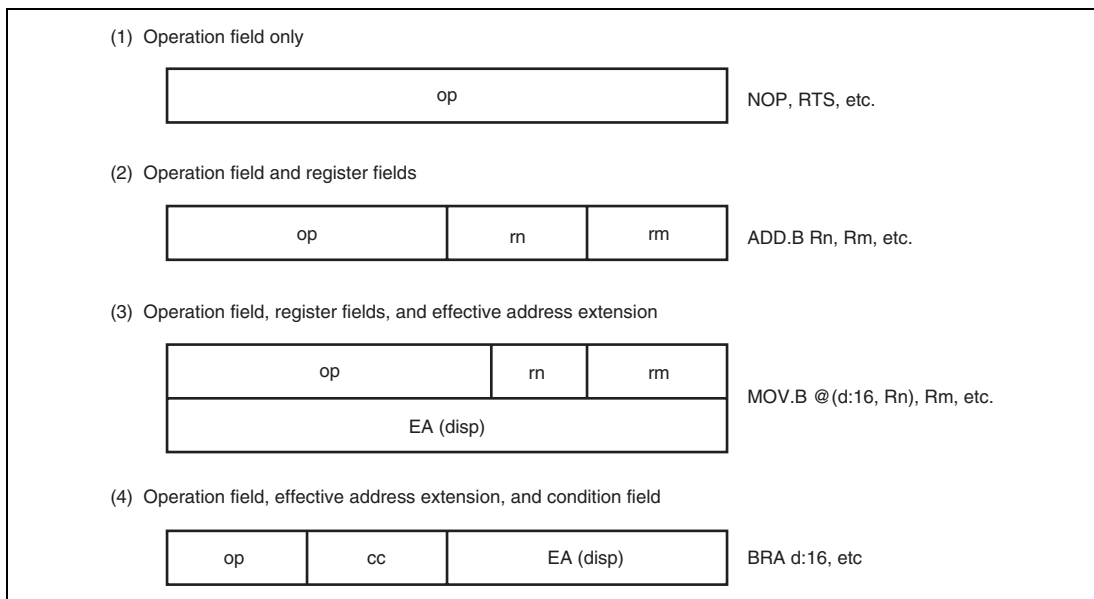 (1) Operation field only
op
NOP, RTS, etc.
(2) Operation field and register fields
op rn rm
ADD.B Rn, Rm, etc.
(3) Operation field, register fields, and effective address extension
op rn rm
EA (disp)
MOV.B @(d:16, Rn), Rm, etc.
(4) Operation field, effective address extension, and condition field
op cc EA (disp)
BRA d:16, etc